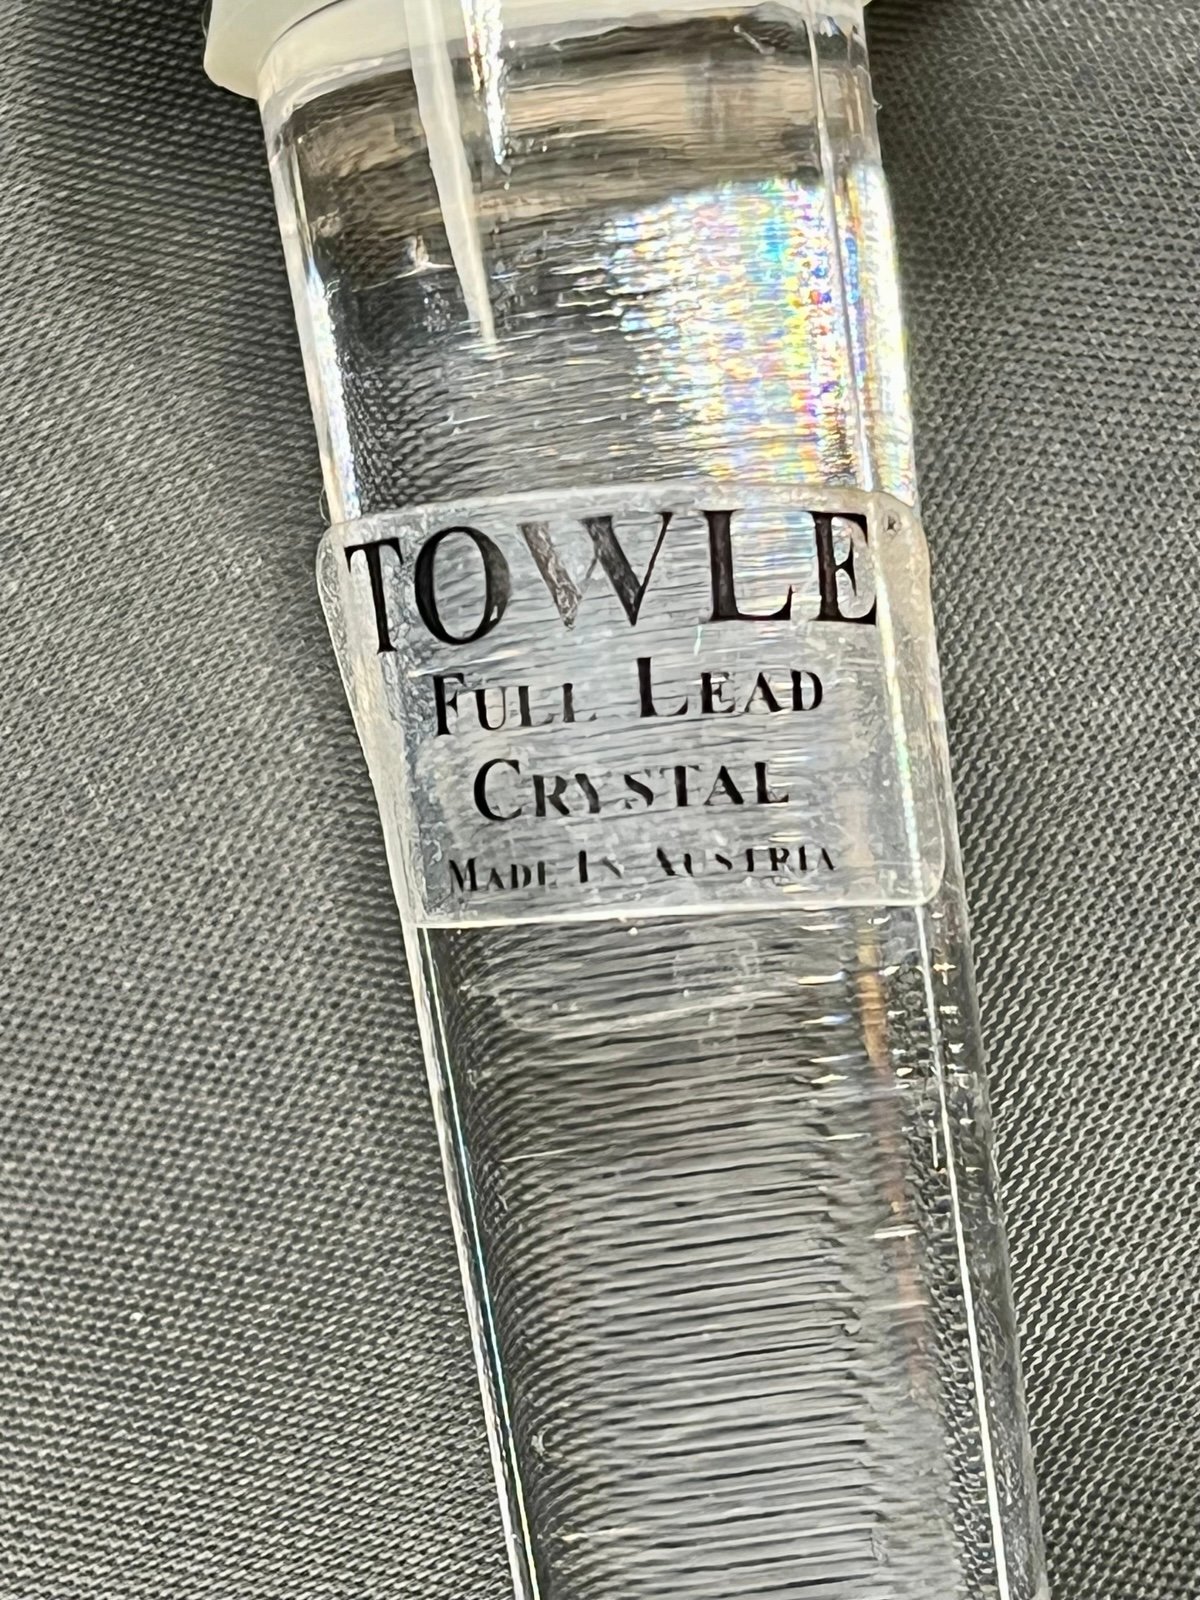 TOWLE®
FULL LEAD
CRYSTAL
MADE IN AUSTRIA